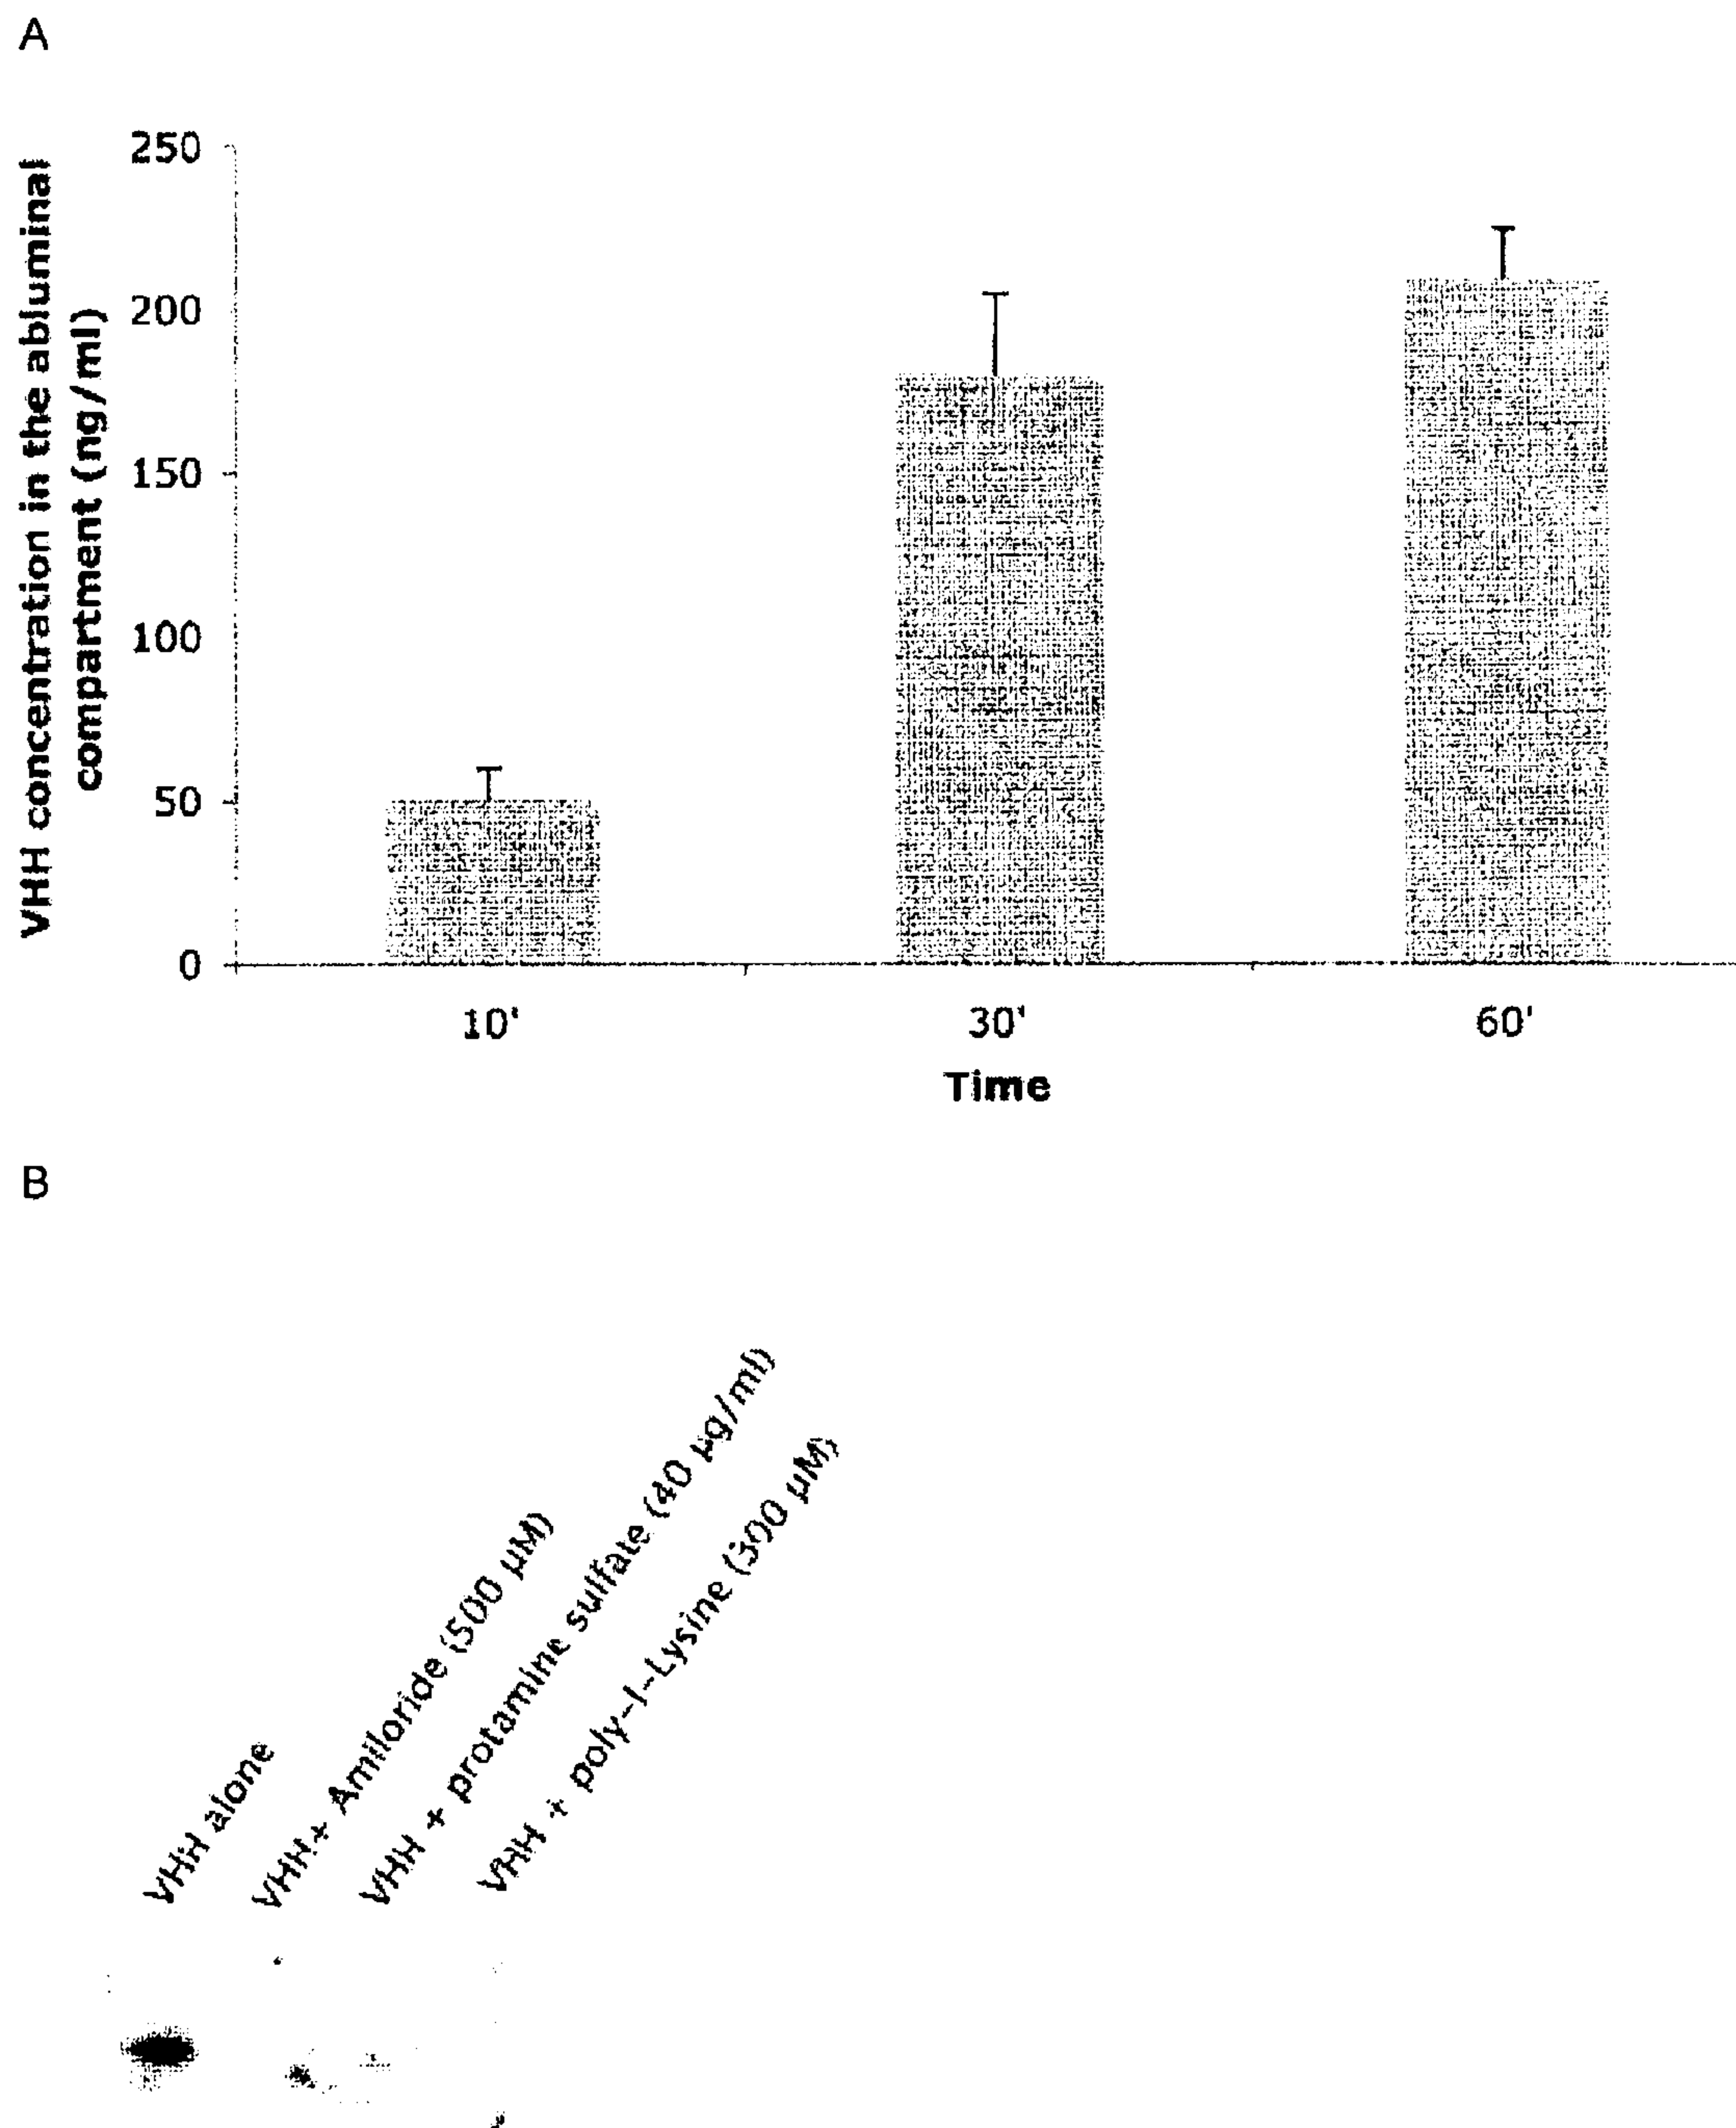 A
VHH concentration in the abluminal
compartment (ng/ml)
250
200
150
100
50
0
10'
30'
60'
Time
B
VHH alone
VHH+ Amiloride (500 µM)
VHH + protamine sulfate (40 µg/ml)
VHH + poly-l-Lysine (300 µM)